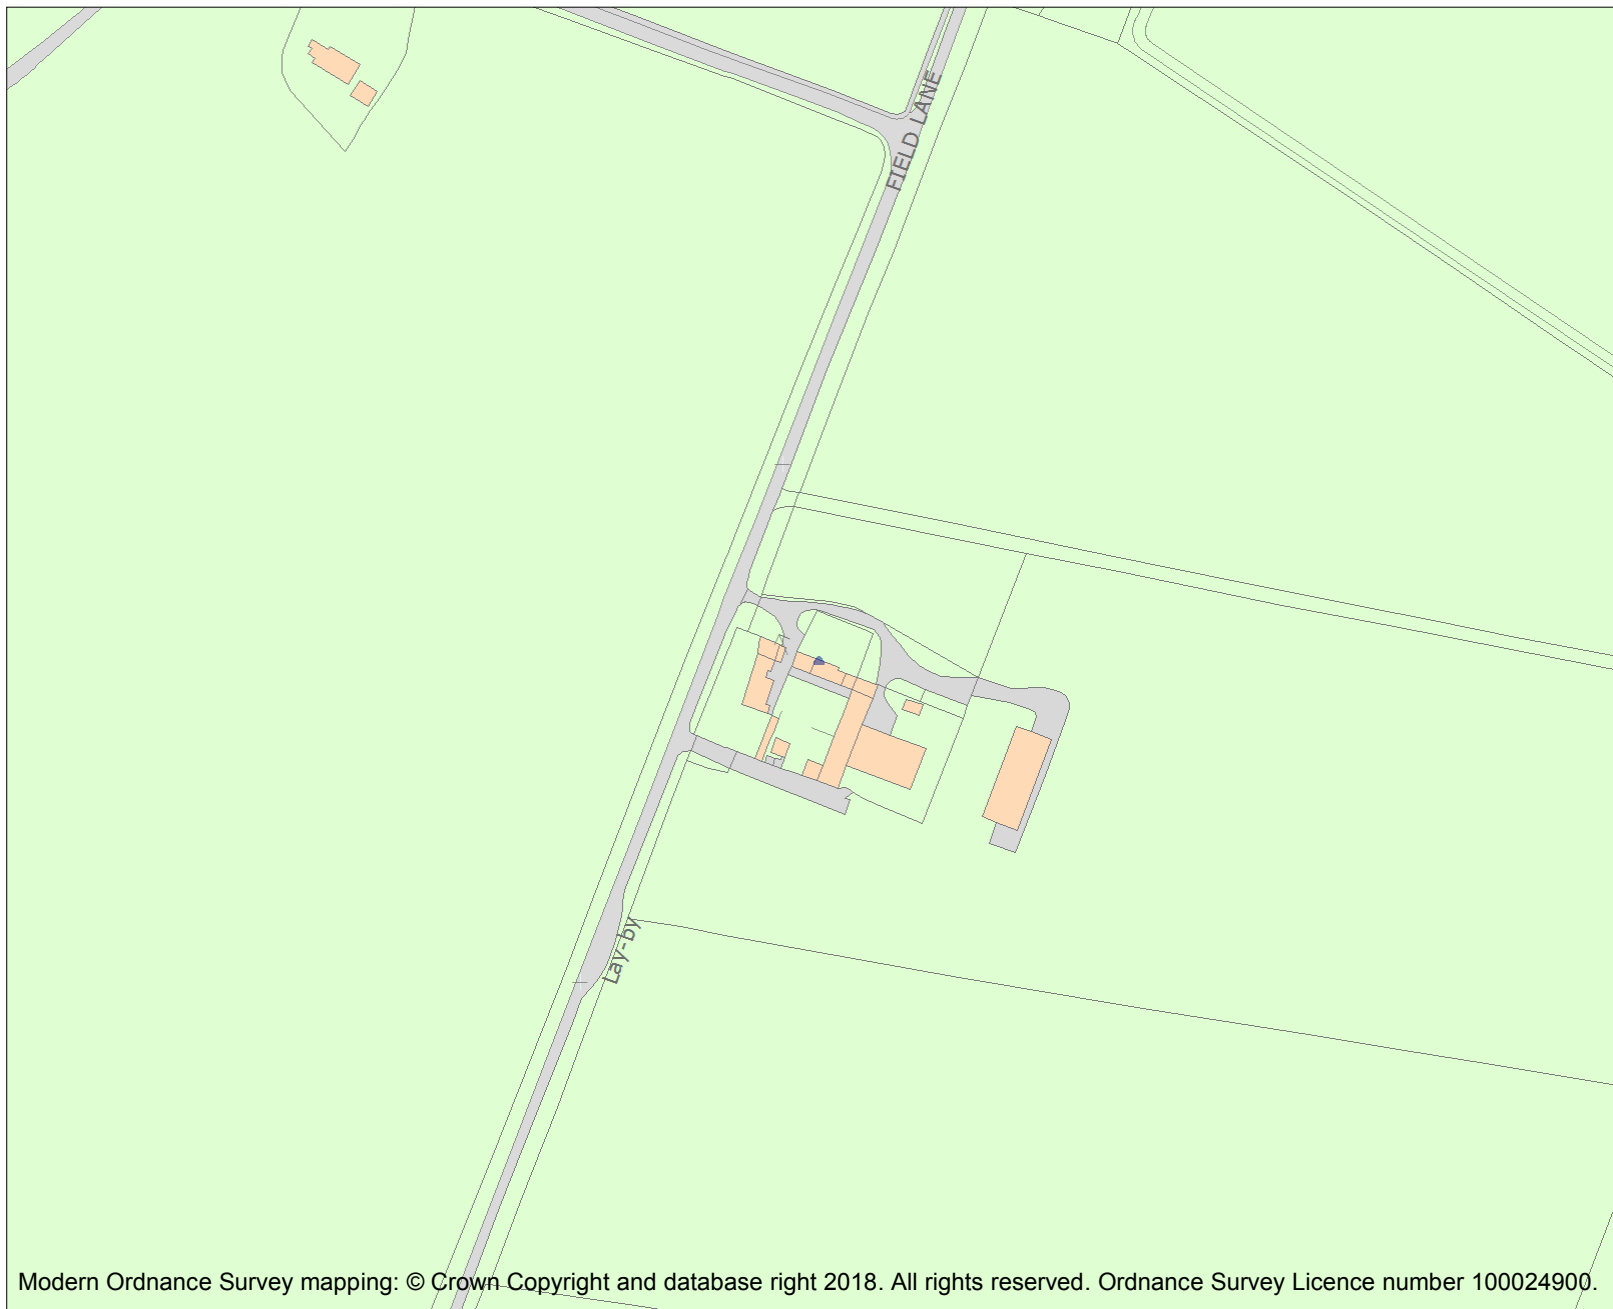 FIELD LANE
Lay-by
Modern Ordnance Survey mapping: © Crown Copyright and database right 2018. All rights reserved. Ordnance Survey Licence number 100024900.